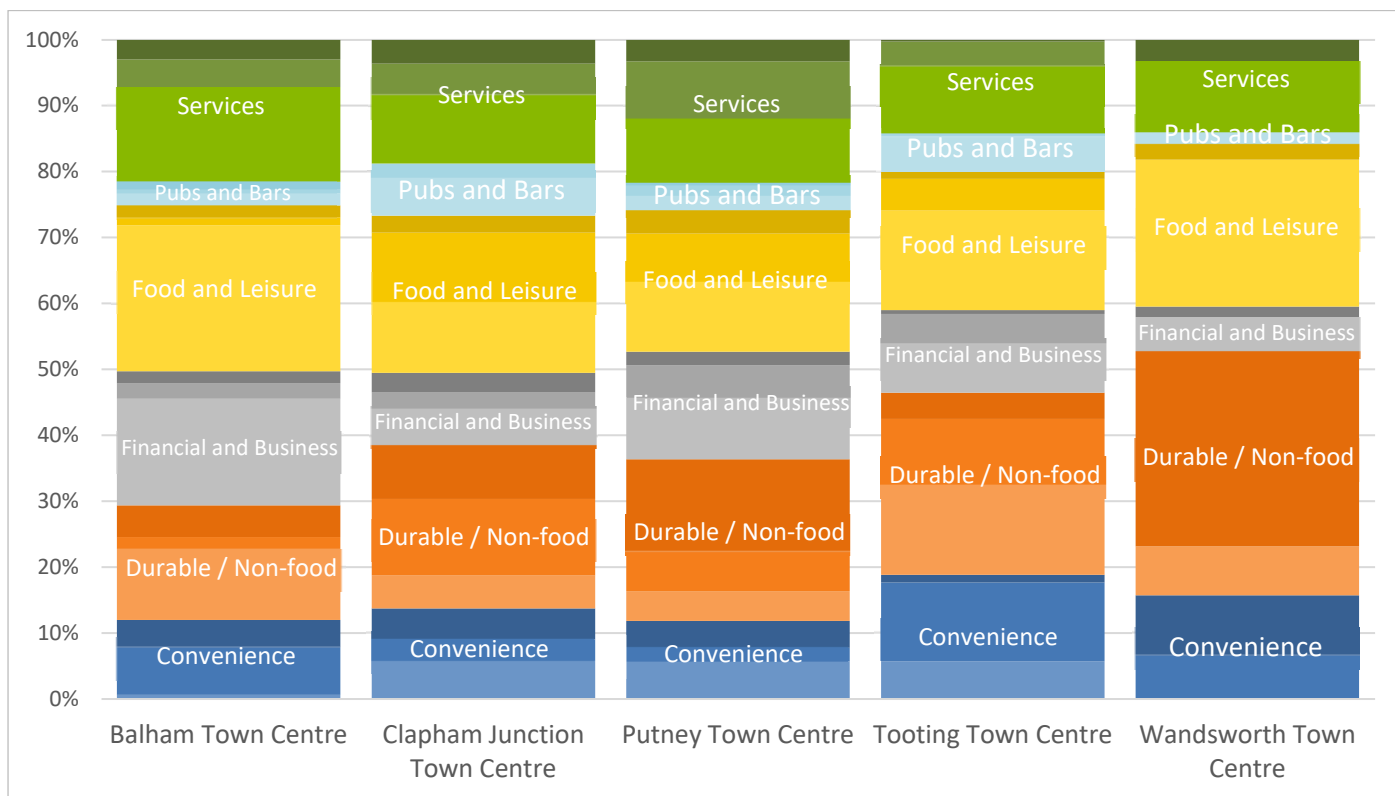 100%
90%
80%
70%
60%
50%
40%
30%
20%
10%
0%
Services
Pubs and Bars
Food and Leisure
Financial and Business
Durable / Non-food
Convenience
Services
Pubs and Bars
Food and Leisure
Financial and Business
Durable / Non-food
Convenience
Services
Pubs and Bars
Food and Leisure
Financial and Business
Durable / Non-food
Convenience
Services
Pubs and Bars
Food and Leisure
Financial and Business
Durable / Non-food
Convenience
Services
Pubs and Bars
Food and Leisure
Financial and Business
Durable / Non-food
Convenience
Balham Town Centre
Clapham Junction
Town Centre
Putney Town Centre
Tooting Town Centre
Wandsworth Town
Centre